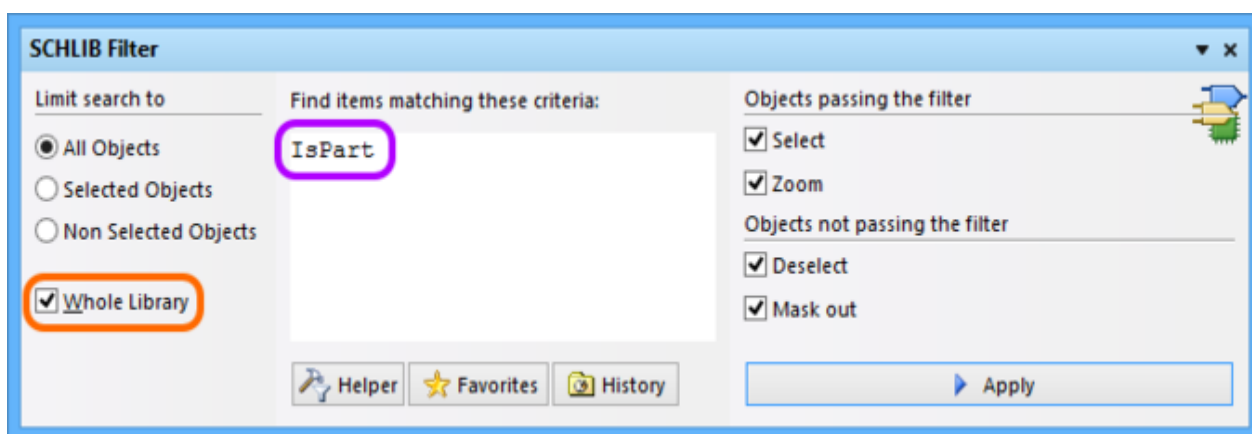 SCHLIB Filter
Limit search to
All Objects
Selected Objects
Non Selected Objects
Whole Library
Find items matching these criteria:
IsPart
Helper
Favorites
History
Objects passing the filter
Select
Zoom
Objects not passing the filter
Deselect
Mask out
Apply